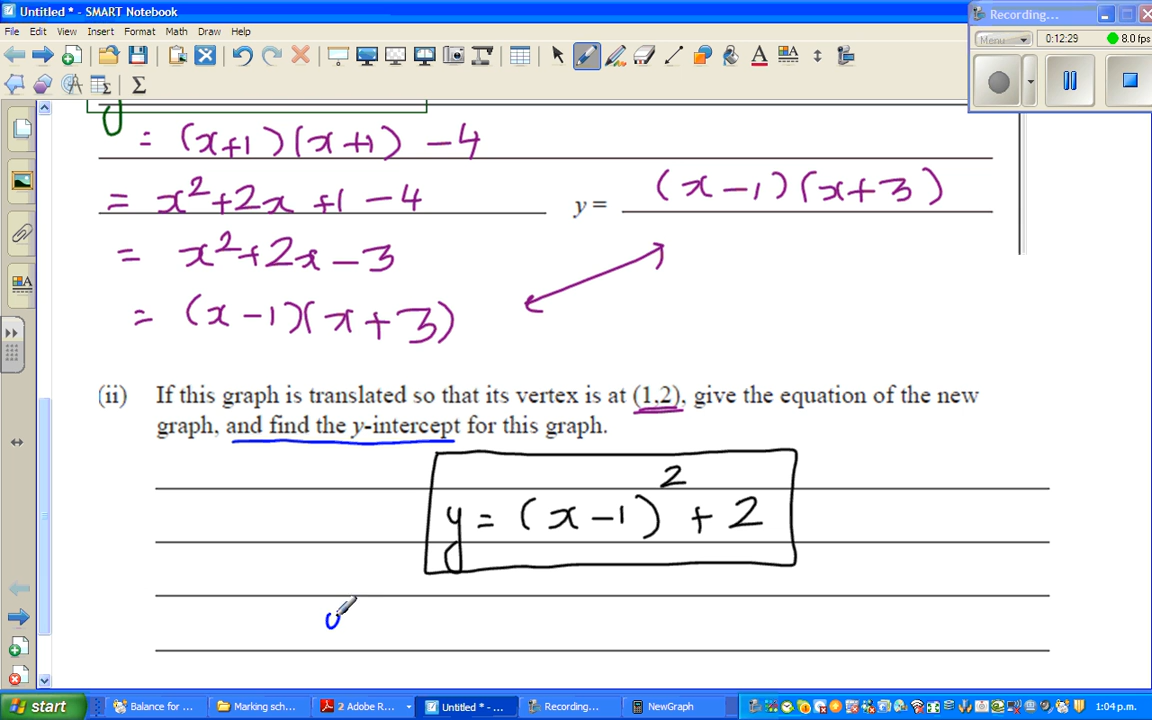 Untitled * - SMART Notebook
Recording...
File Edit View Insert Format Math Draw Help
Menu 0:12:29 8.0 fps
y
= (x+1)(x+1) -4
= x²+2x +1 -4
y = (x-1)(x+3)
= x²+2x-3
= (x-1)(x+3)
(ii) If this graph is translated so that its vertex is at (1,2), give the equation of the new
graph, and find the y-intercept for this graph.
y = (x-1)² + 2
start Balance for ... Marking sch... 2 Adobe R... Untitled * - ... Recording... NewGraph 1:04 p.m.